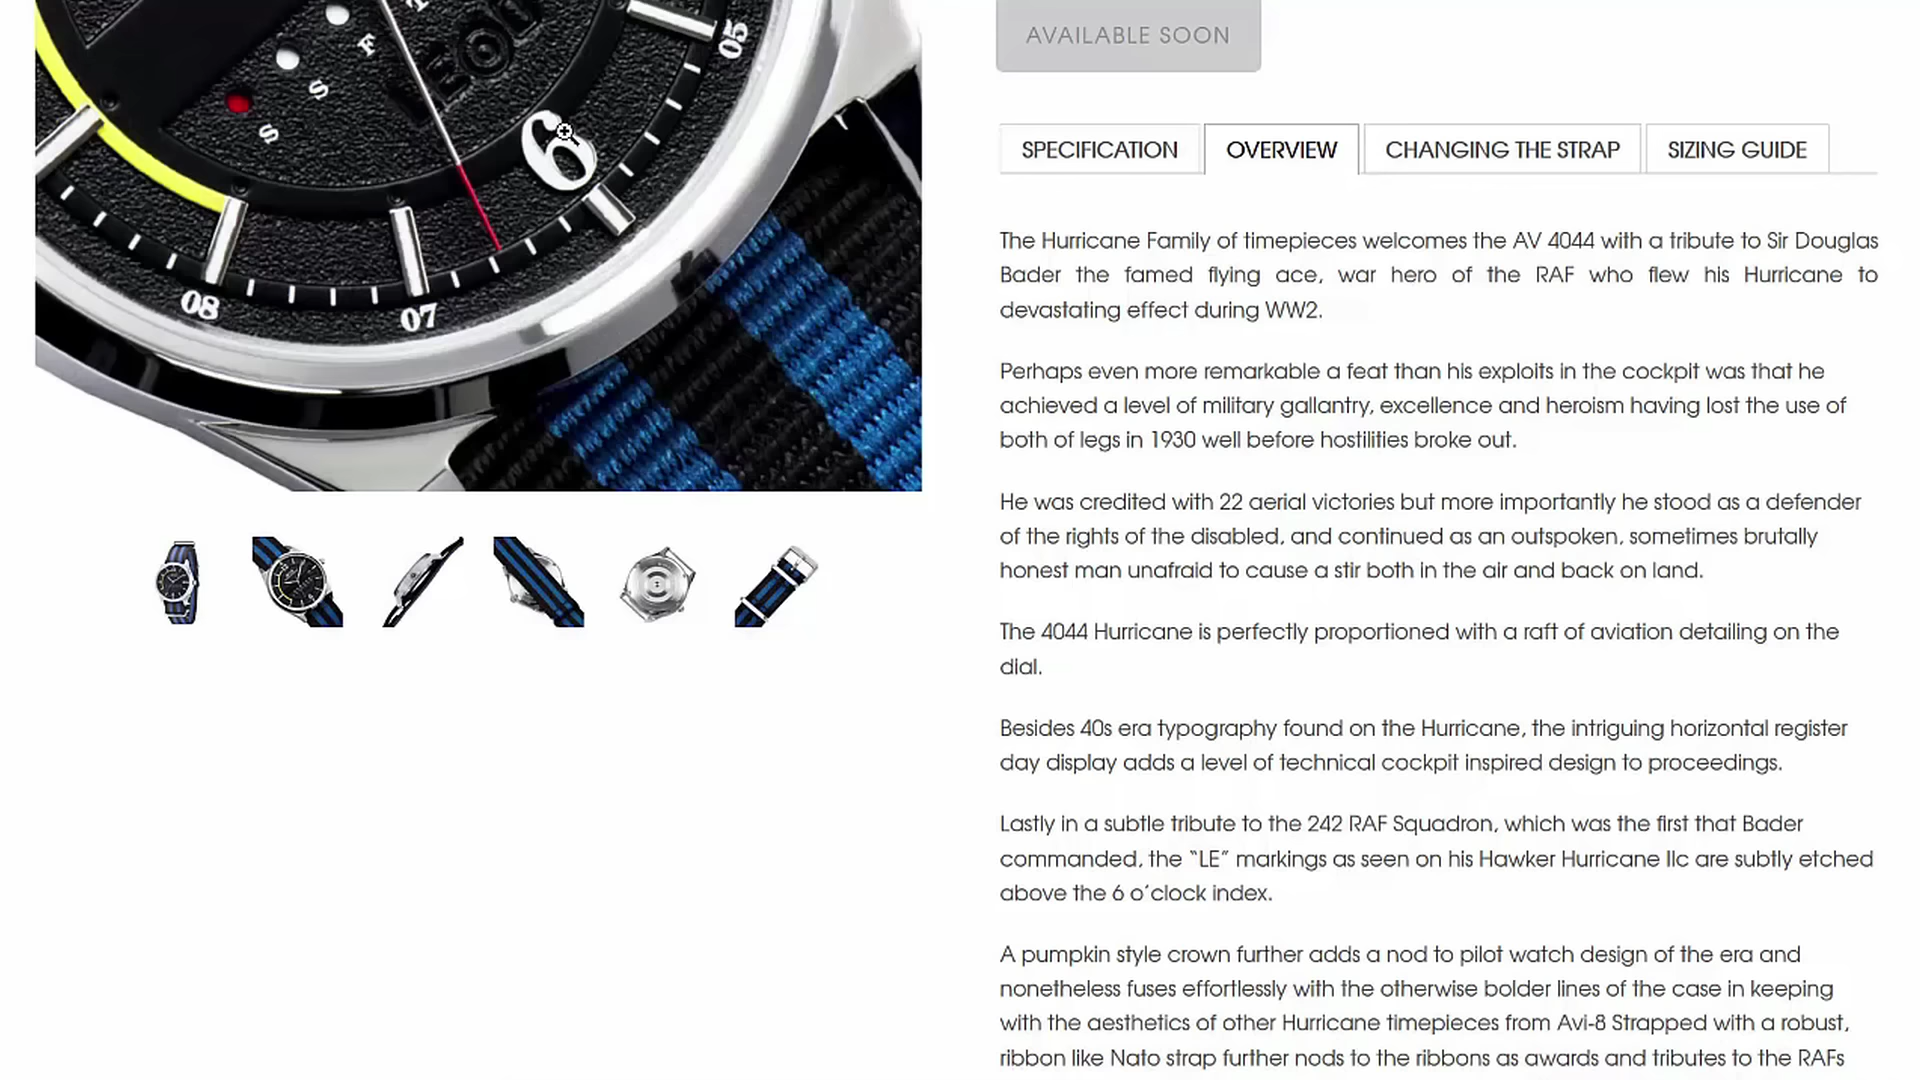 05
F
S
S
6
08
07
AVAILABLE SOON
SPECIFICATION
OVERVIEW
CHANGING THE STRAP
SIZING GUIDE
The Hurricane Family of timepieces welcomes the AV 4044 with a tribute to Sir Douglas
Bader the famed flying ace, war hero of the RAF who flew his Hurricane to
devastating effect during WW2.
Perhaps even more remarkable a feat than his exploits in the cockpit was that he
achieved a level of military gallantry, excellence and heroism having lost the use of
both of legs in 1930 well before hostilities broke out.
He was credited with 22 aerial victories but more importantly he stood as a defender
of the rights of the disabled, and continued as an outspoken, sometimes brutally
honest man unafraid to cause a stir both in the air and back on land.
The 4044 Hurricane is perfectly proportioned with a raft of aviation detailing on the
dial.
Besides 40s era typography found on the Hurricane, the intriguing horizontal register
day display adds a level of technical cockpit inspired design to proceedings.
Lastly in a subtle tribute to the 242 RAF Squadron, which was the first that Bader
commanded, the “LE” markings as seen on his Hawker Hurricane llc are subtly etched
above the 6 o’clock index.
A pumpkin style crown further adds a nod to pilot watch design of the era and
nonetheless fuses effortlessly with the otherwise bolder lines of the case in keeping
with the aesthetics of other Hurricane timepieces from Avi-8 Strapped with a robust,
ribbon like Nato strap further nods to the ribbons as awards and tributes to the RAFs